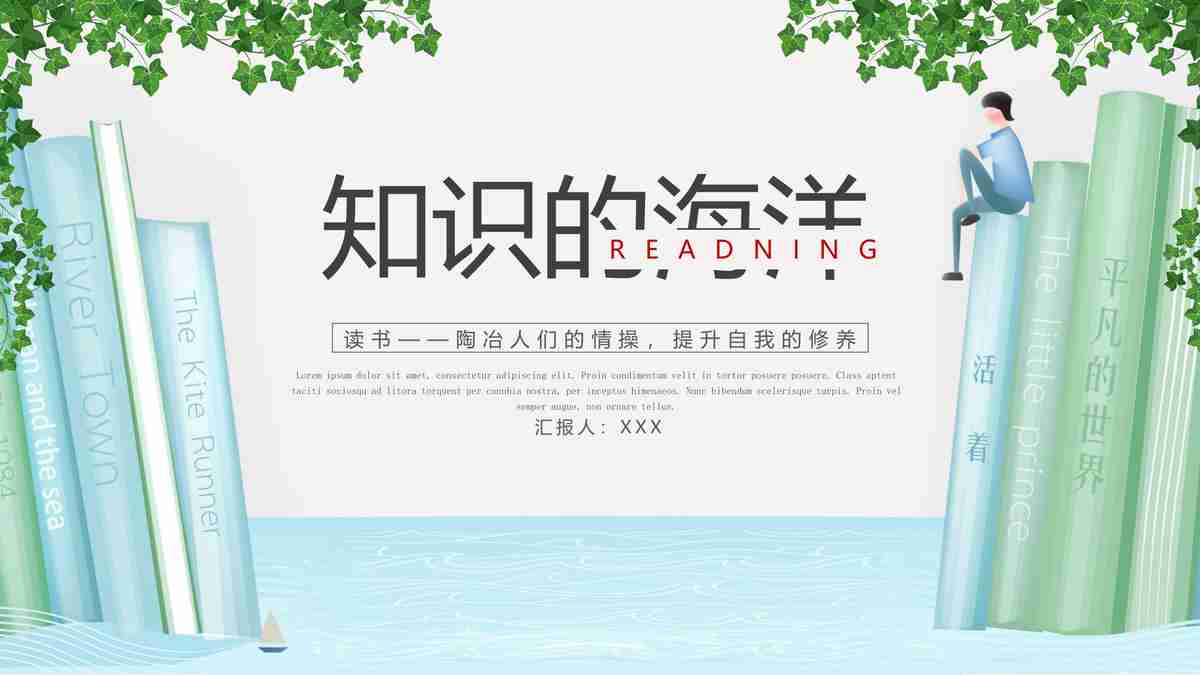 知识的海洋
READNING
读书——陶冶人们的情操，提升自我的修养
Lorem ipsum dolor sit amet, consectetur adipiscing elit. Proin condimentum velit in tortor posuere posuere. Class aptent
taciti sociosqu ad litora torquent per conubia nostra, per inceptos himenaeos. Nunc bibendum scelerisque turpis. Proin vel
semper augue, non ornare tellus.
汇报人：XXX
1984
man and the sea
River Town
The Kite Runner
活着
The little prince
平凡的世界